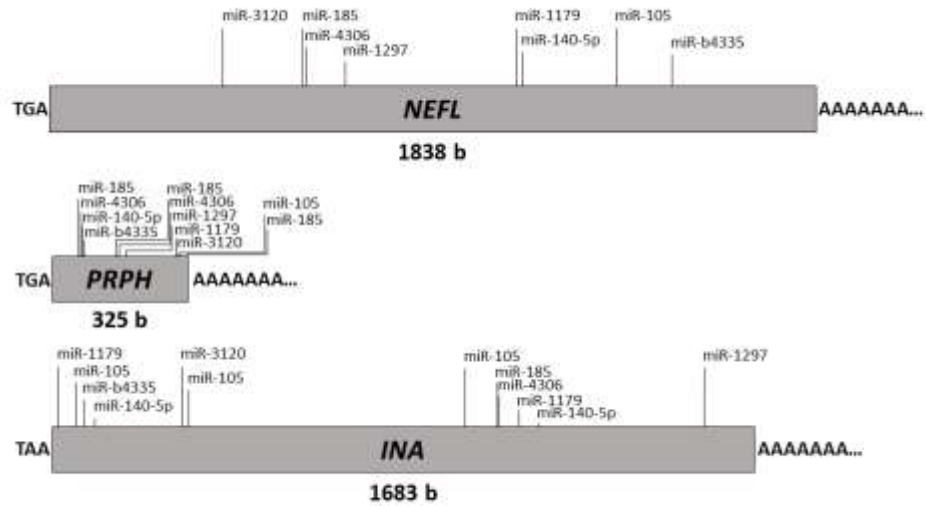 miR-3120 miR-185 miR-1179 miR-105
miR-4306 miR-140-5p miR-b4335
miR-1297
TGA NEFL AAAAAAA...
1838 b
miR-185 miR-185 miR-105
miR-4306 miR-4306 miR-185
miR-140-5p miR-1297
miR-b4335 miR-1179
miR-3120
TGA PRPH AAAAAAA...
325 b
miR-1179 miR-3120 miR-105 miR-1297
miR-105 miR-105 miR-185
miR-b4335 miR-4306
miR-140-5p miR-1179
miR-140-5p
TAA INA AAAAAAA...
1683 b